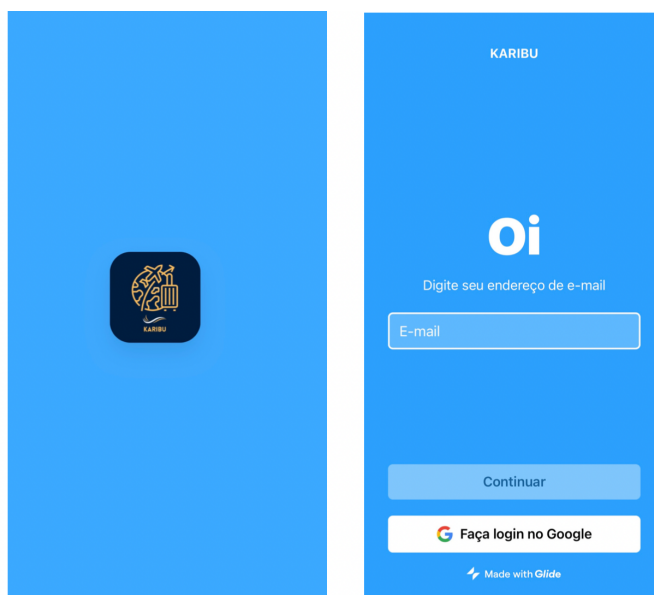 KARIBU
KARIBU
Oi
Digite seu endereço de e-mail
E-mail
Continuar
Faça login no Google
Made with Glide